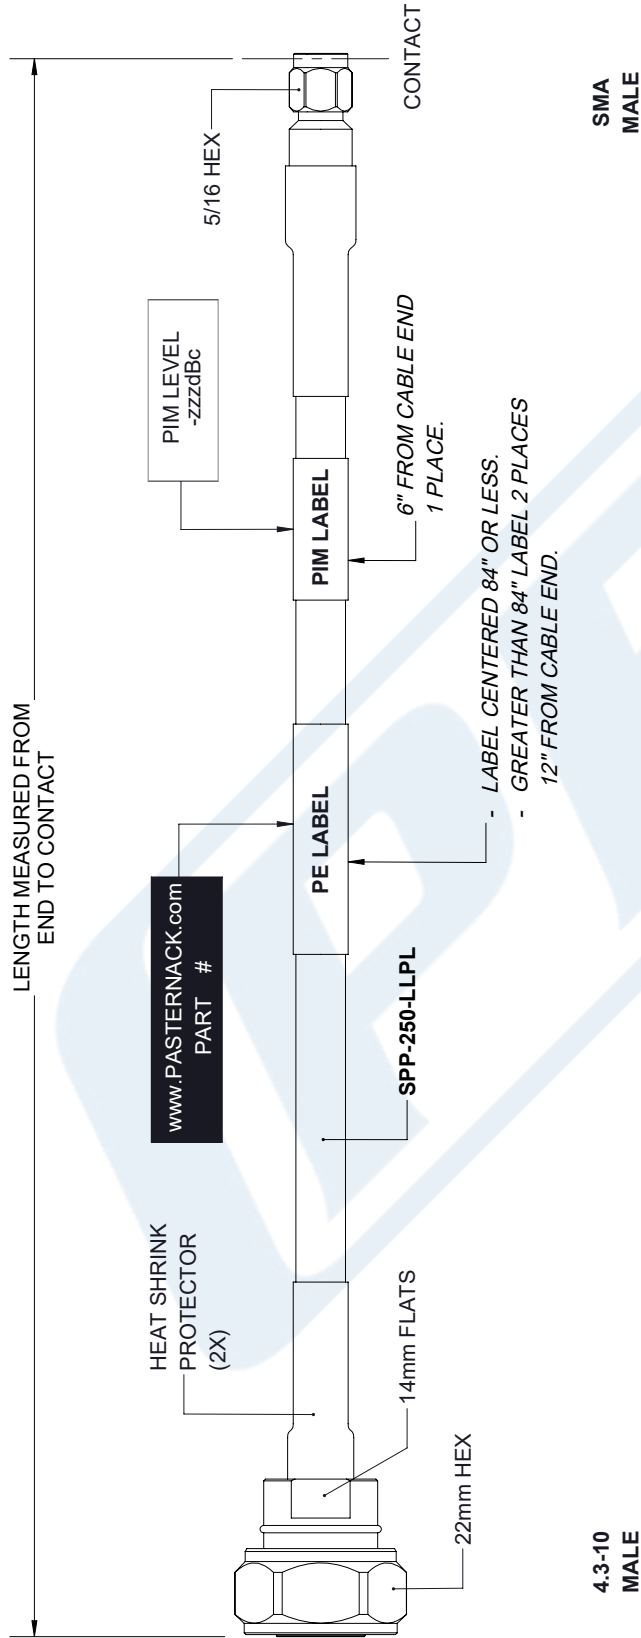 LENGTH MEASURED FROM
END TO CONTACT
HEAT SHRINK
PROTECTOR
(2X)
www.PASTERNACK.com
PART #
PIM LEVEL
-zzzdBc
5/16 HEX
PE LABEL
PIM LABEL
CONTACT
14mm FLATS
22mm HEX
SPP-250-LLPL
6" FROM CABLE END
1 PLACE.
- LABEL CENTERED 84" OR LESS.
- GREATER THAN 84" LABEL 2 PLACES
12" FROM CABLE END.
4.3-10
MALE
SMA
MALE